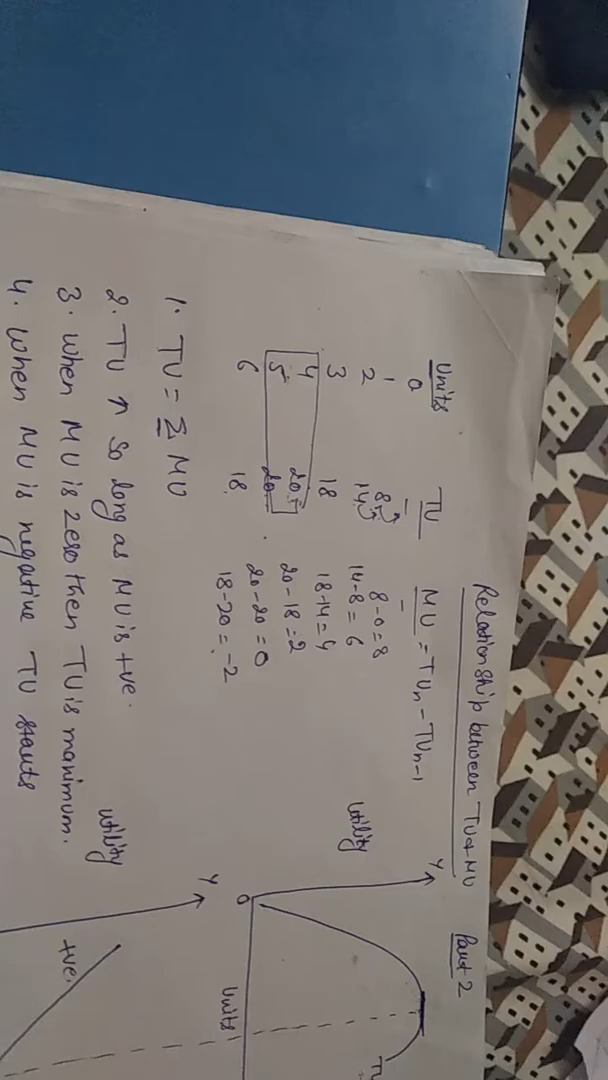 Relationship between TU & MU Part 2
Units TU MU = TUn - TUn-1
0 - -
1 8 8-0=8
2 14 14-8=6
3 18 18-14=4
4 20 20-18=2
5 20 20-20=0
6 18 18-20=-2
1. TU = Σ MU
2. TU ↑ so long as MU is +ve.
3. When MU is zero then TU is maximum.
4. When MU is negative TU starts
Y
Utility
TU
O
Units
Y
Utility
+ve.